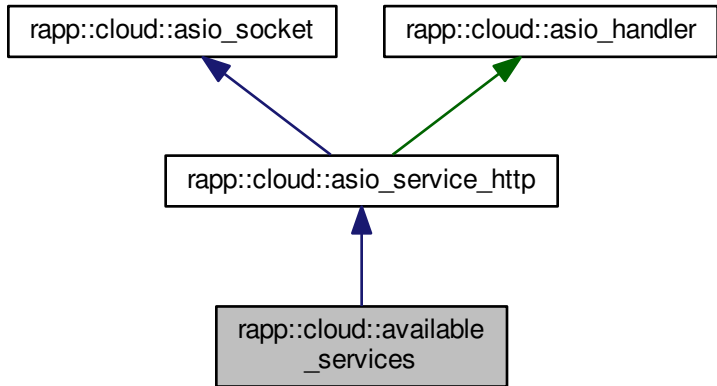 rapp::cloud::asio_socket
rapp::cloud::asio_handler
rapp::cloud::asio_service_http
rapp::cloud::available
_services